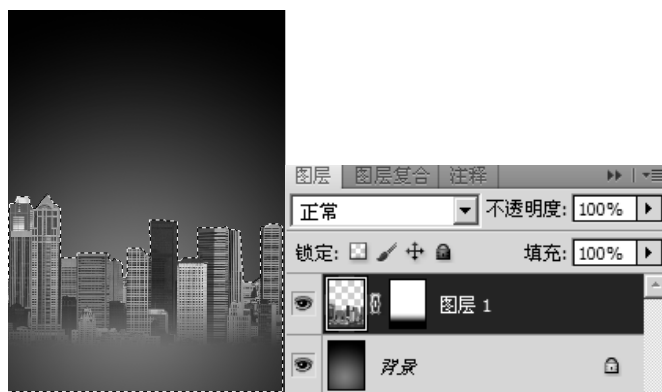 图层 图层复合 注释
正常 不透明度: 100%
锁定: 填充: 100%
图层 1
背景